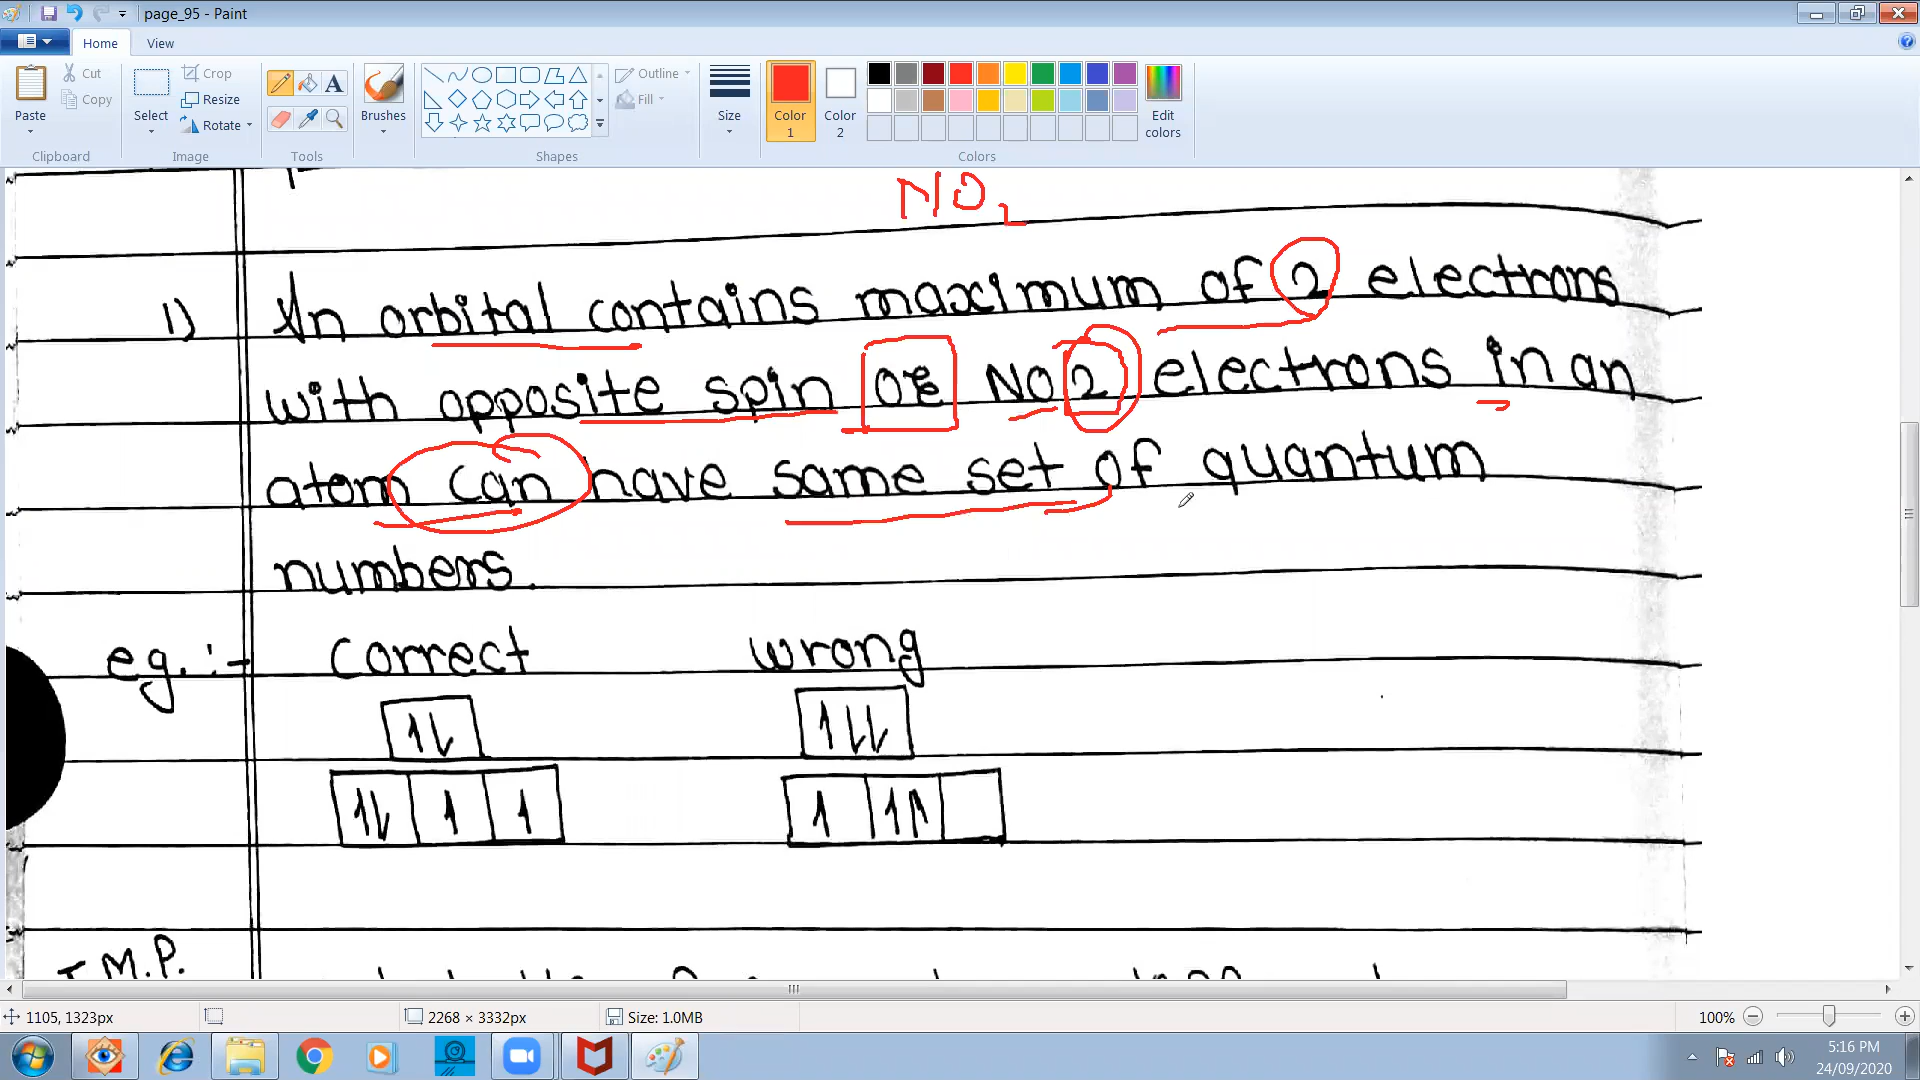 page_95 - Paint
Home View
Paste Cut Copy Clipboard
Select Crop Resize Rotate Image
Tools
Brushes
Outline Fill Shapes
Size
Color 1 Color 2 Edit colors Colors
NO
1) An orbital contains maximum of 2 electrons
with opposite spin OR NO 2 electrons in an
atom can have same set of quantum
numbers.
eg. :- correct wrong
I.M.P.
1105, 1323px 2268 × 3332px Size: 1.0MB 100%
5:16 PM
24/09/2020